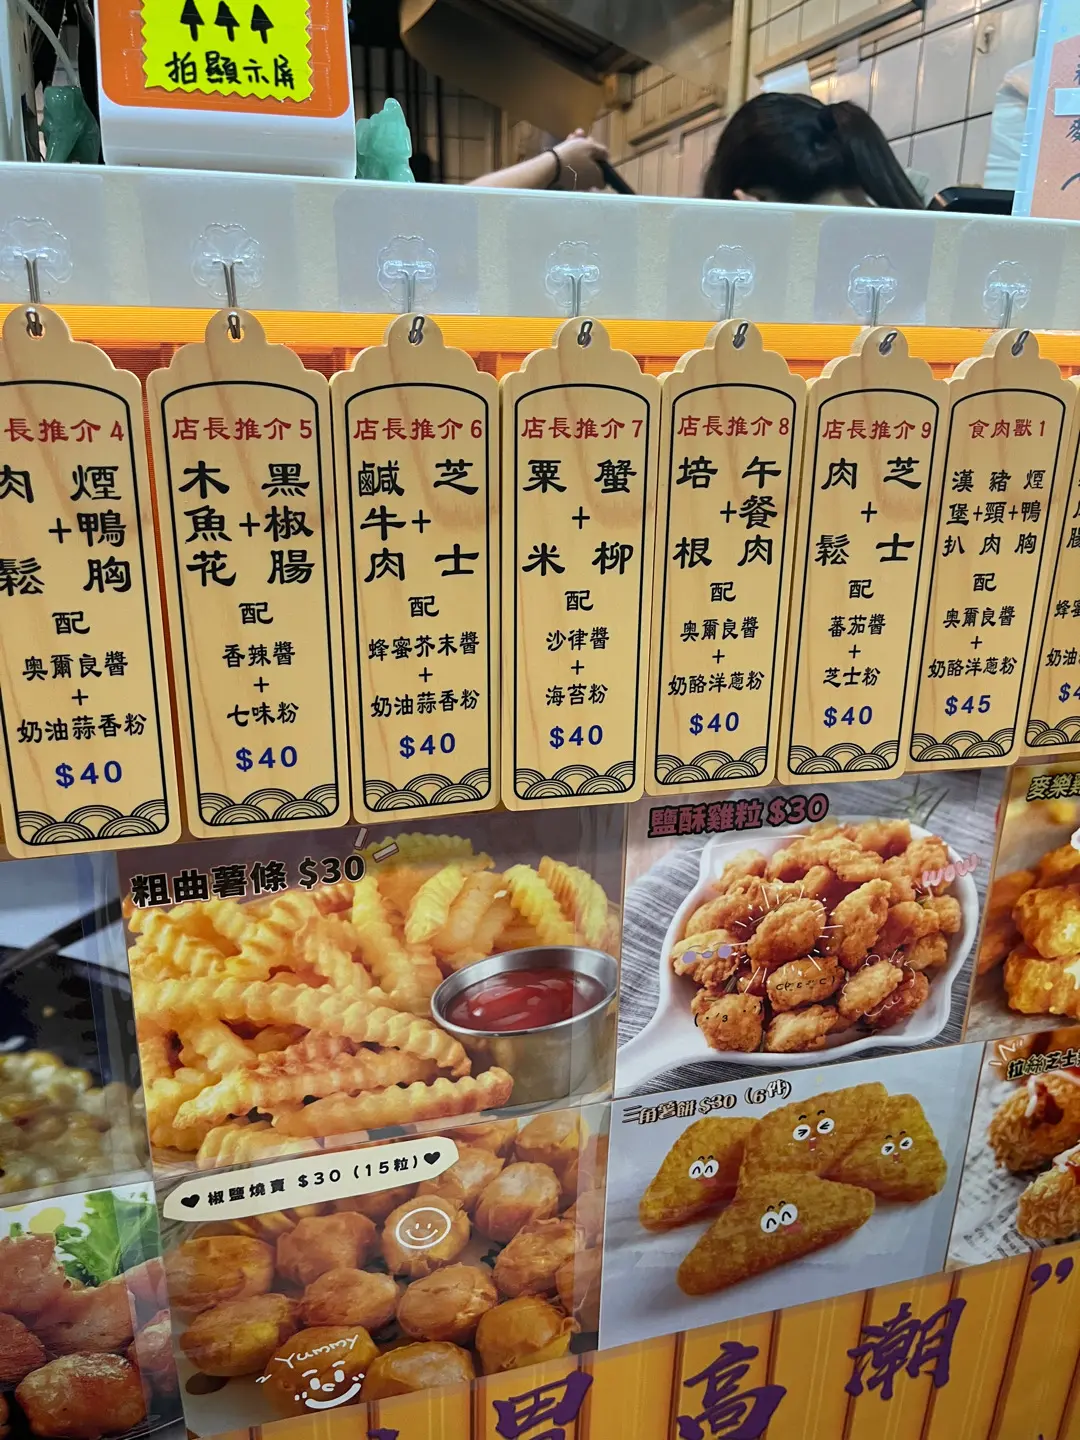 拍顯示屏
長推介 4
肉 + 煙鴨胸
鬆
配
奧爾良醬
+
奶油蒜香粉
$40
店長推介 5
木魚花 + 黑椒腸
配
香辣醬
+
七味粉
$40
店長推介 6
鹹牛肉 + 芝士
配
蜂蜜芥末醬
+
奶油蒜香粉
$40
店長推介 7
粟米 + 蟹柳
配
沙律醬
+
海苔粉
$40
店長推介 8
培根 + 午餐肉
配
奧爾良醬
+
奶酪洋蔥粉
$40
店長推介 9
肉鬆 + 芝士
配
蕃茄醬
+
芝士粉
$40
食肉獸 1
漢堡扒 + 豬頸肉 + 煙鴨胸
配
奧爾良醬
+
奶酪洋蔥粉
$45
粗曲薯條 $30
鹽酥雞粒 $30
wow
麥樂
椒鹽燒賣 $30 (15粒)
Yuuumy
三角薯餅 $30 (6件)
拉絲芝士
胃高潮”